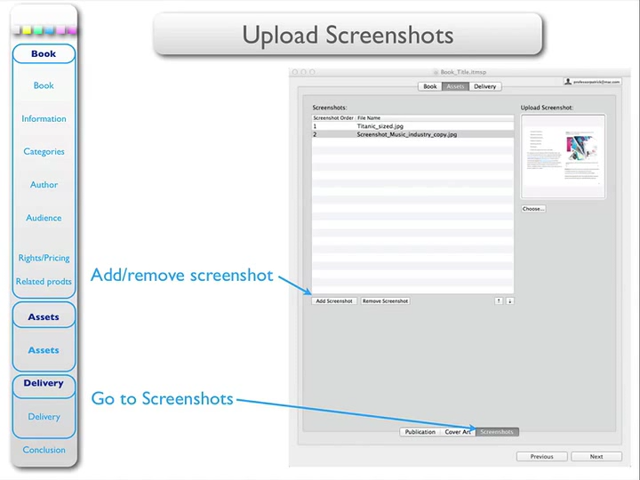 Upload Screenshots
Book
Book
Information
Categories
Author
Audience
Rights/Pricing
Related prodts
Assets
Assets
Delivery
Delivery
Conclusion
Add/remove screenshot
Go to Screenshots
Book_Title.itmsp
Book Assets Delivery
Screenshots:
Screenshot Order File Name
1 Titanic_sized.jpg
2 Screenshot_Music_industry_copy.jpg
Upload Screenshot:
Choose...
Add Screenshot Remove Screenshot ↑ ↓
Publication Cover Art Screenshots
Previous Next